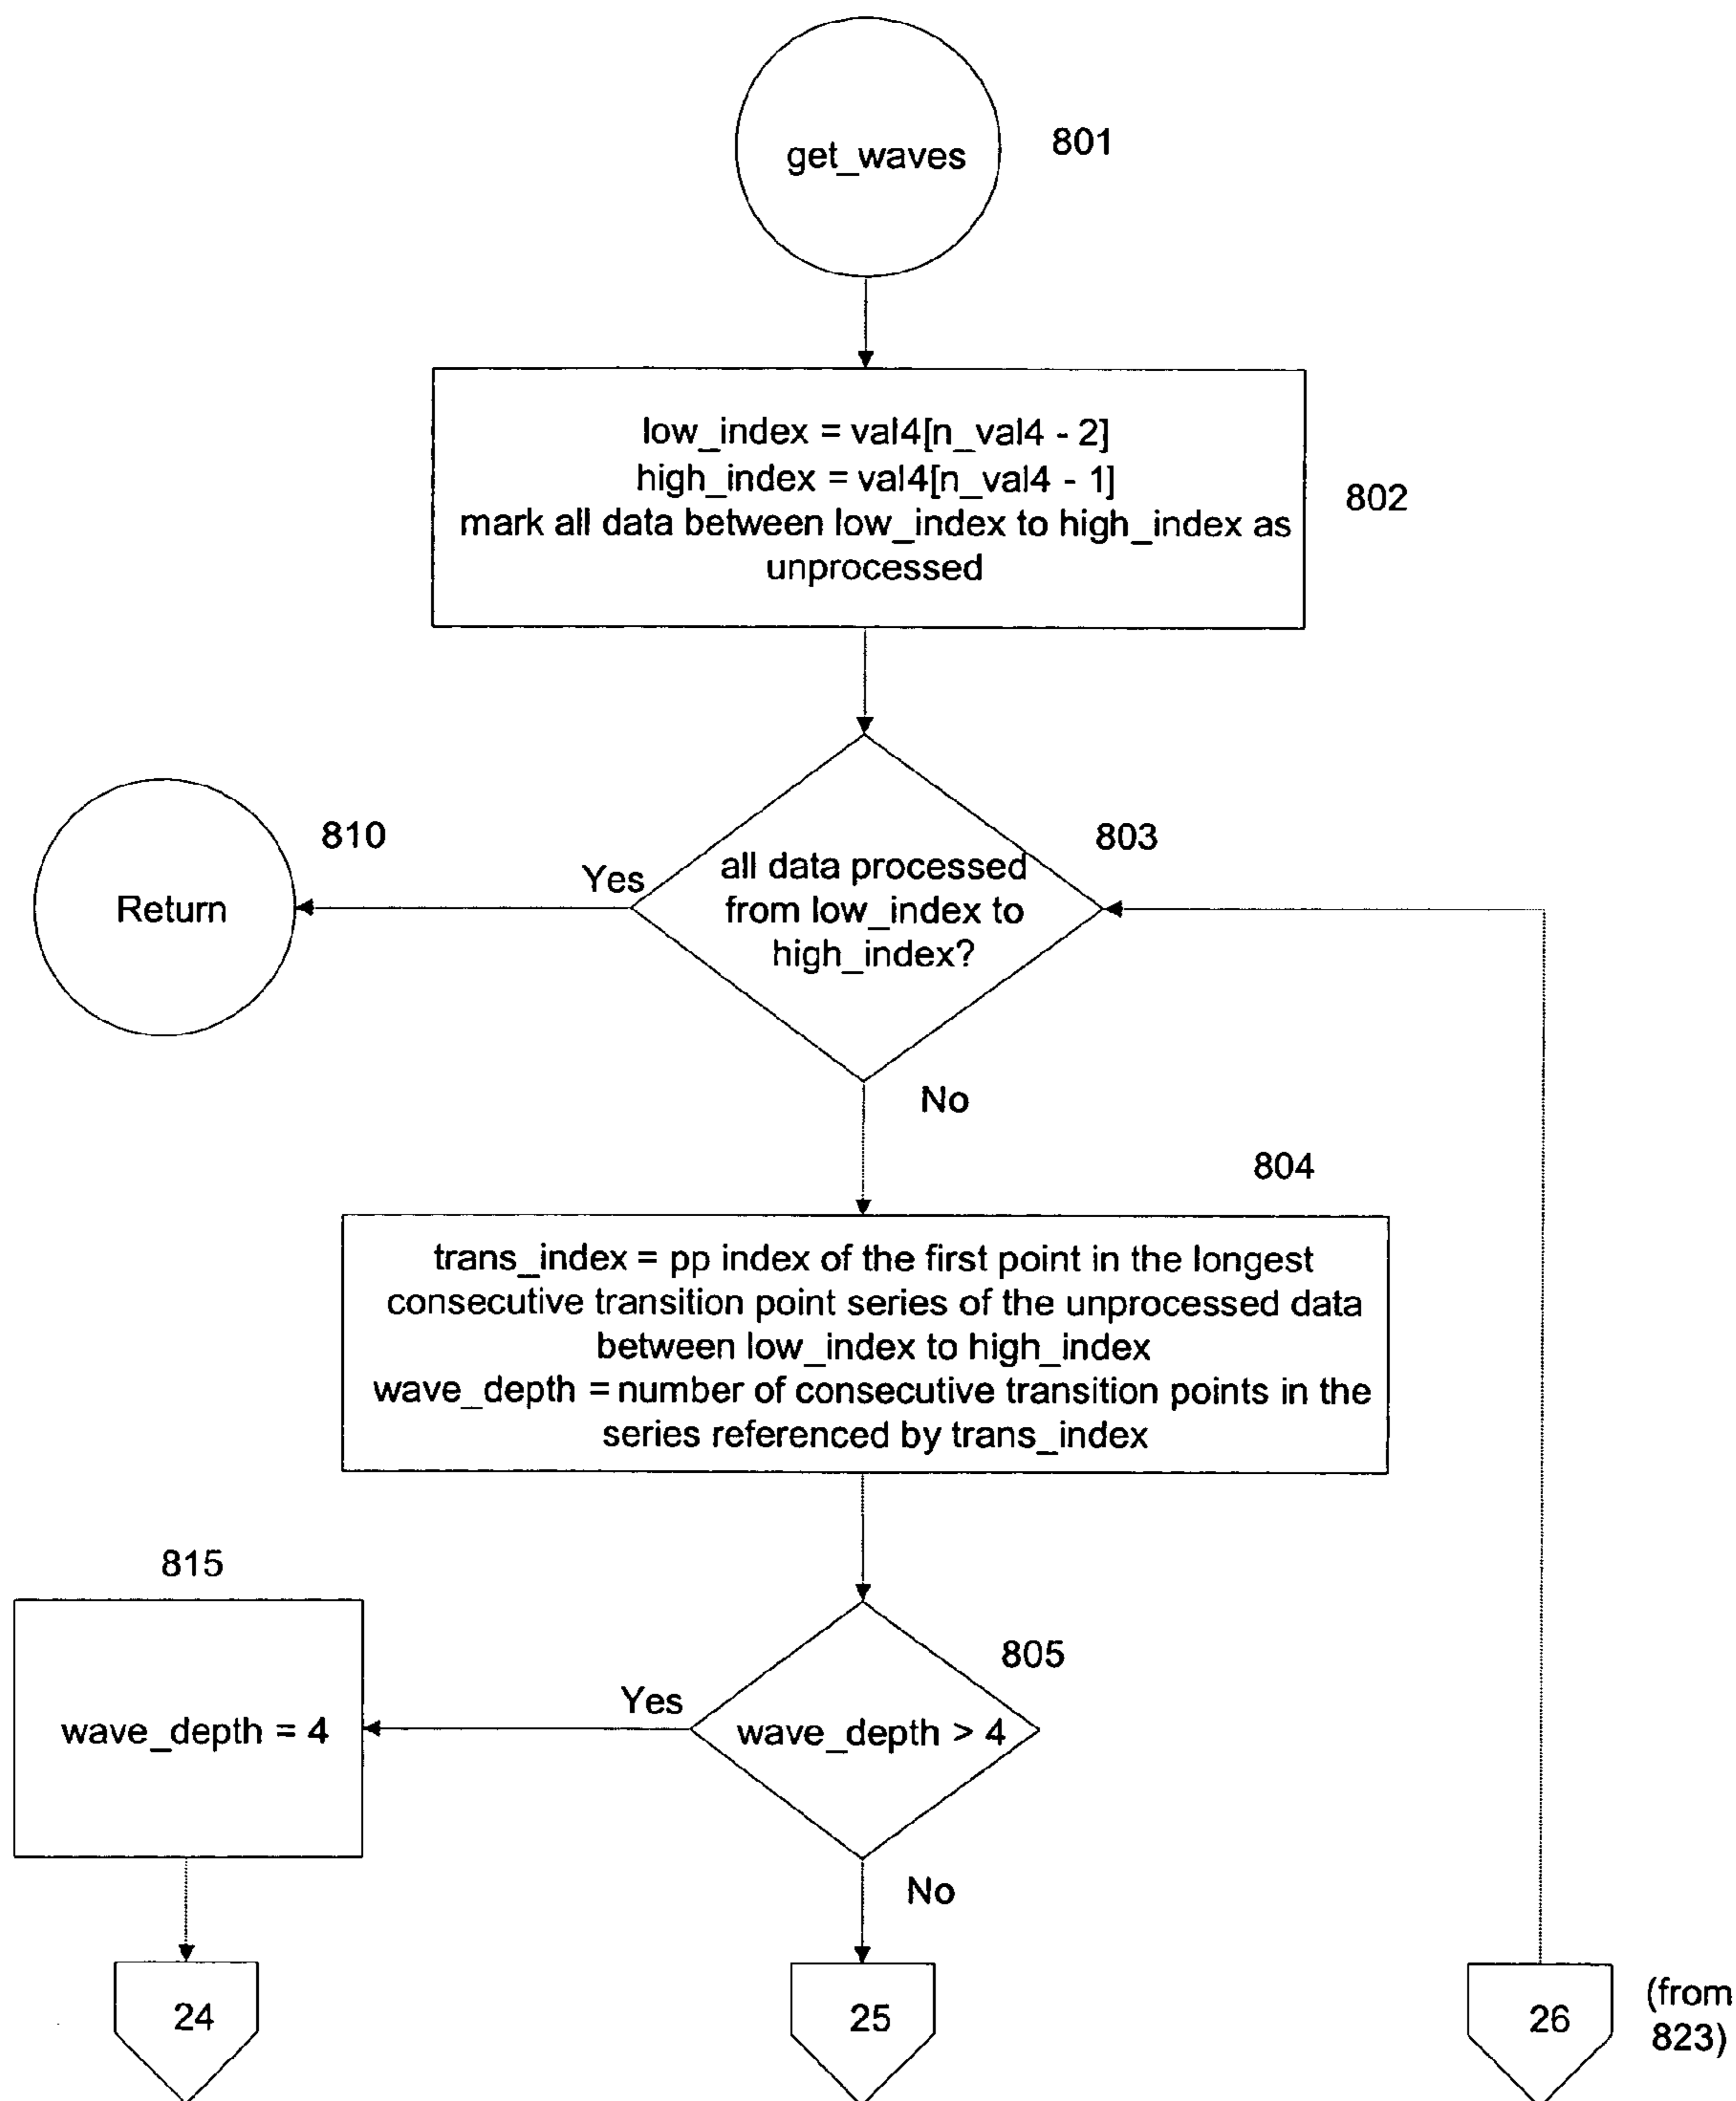 get_waves
801
low_index = val4[n_val4 - 2]
high_index = val4[n_val4 - 1]
mark all data between low_index to high_index as
unprocessed
802
810
Return
Yes
803
all data processed
from low_index to
high_index?
No
804
trans_index = pp index of the first point in the longest
consecutive transition point series of the unprocessed data
between low_index to high_index
wave_depth = number of consecutive transition points in the
series referenced by trans_index
815
wave_depth = 4
Yes
805
wave_depth > 4
No
24
25
26
(from
823)